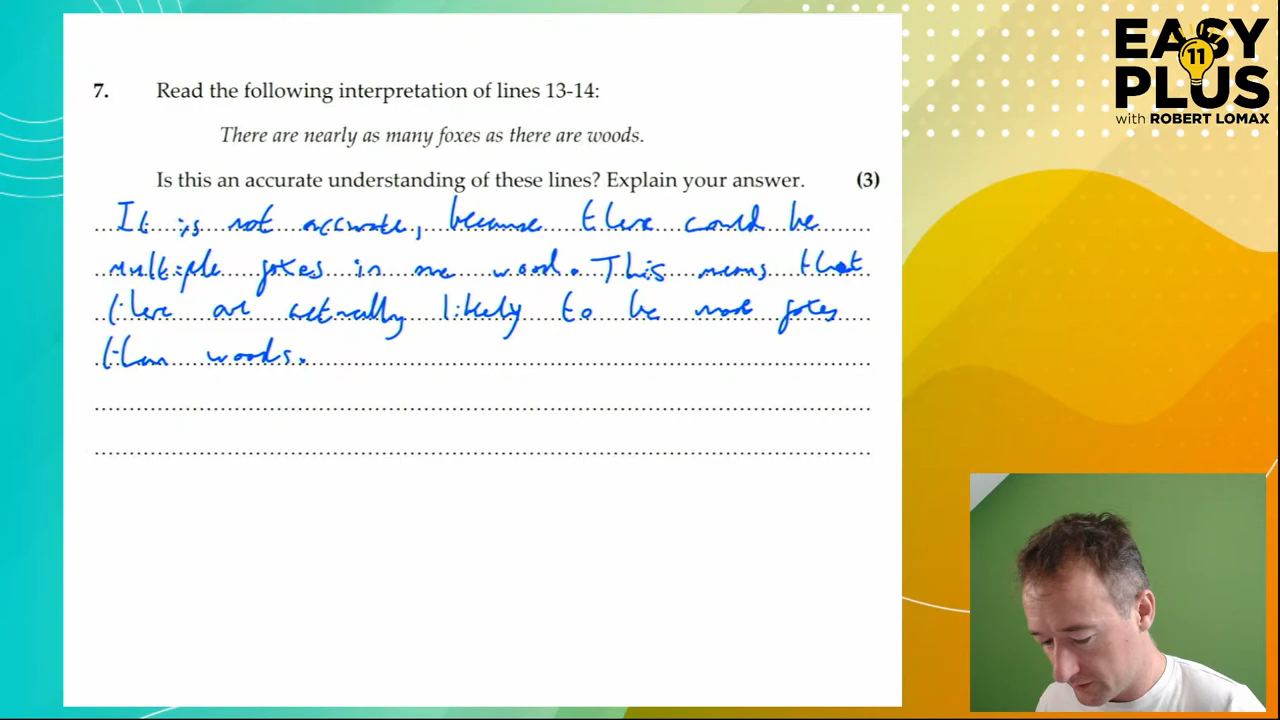 EASY
11
PLUS
with ROBERT LOMAX
7. Read the following interpretation of lines 13-14:
There are nearly as many foxes as there are woods.
Is this an accurate understanding of these lines? Explain your answer. (3)
It is not accurate, because there could be
multiple foxes in one wood. This means that
there are actually likely to be more foxes
than woods.